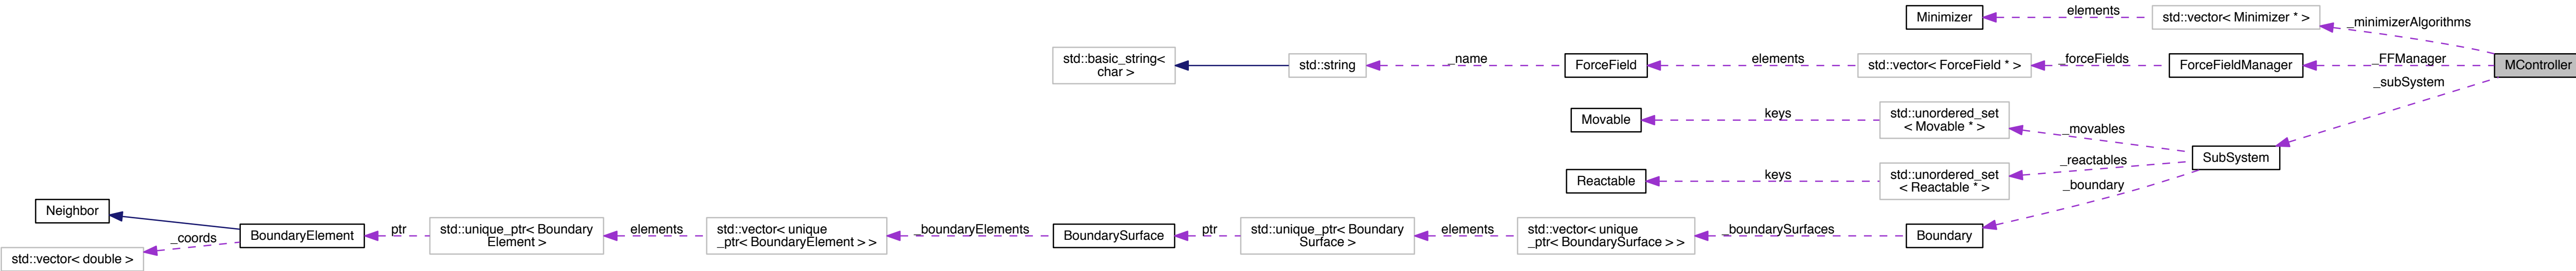 Minimizer
elements
std::vector< Minimizer * >
_minimizerAlgorithms
std::basic_string<
char >
std::string
_name
ForceField
elements
std::vector< ForceField * >
_forceFields
ForceFieldManager
_FFManager
MController
_subSystem
Movable
keys
std::unordered_set
< Movable * >
_movables
SubSystem
Reactable
keys
std::unordered_set
< Reactable * >
_reactables
_boundary
Neighbor
_coords
std::vector< double >
BoundaryElement
ptr
std::unique_ptr< Boundary
Element >
elements
std::vector< unique
_ptr< BoundaryElement > >
_boundaryElements
BoundarySurface
ptr
std::unique_ptr< Boundary
Surface >
elements
std::vector< unique
_ptr< BoundarySurface > >
_boundarySurfaces
Boundary